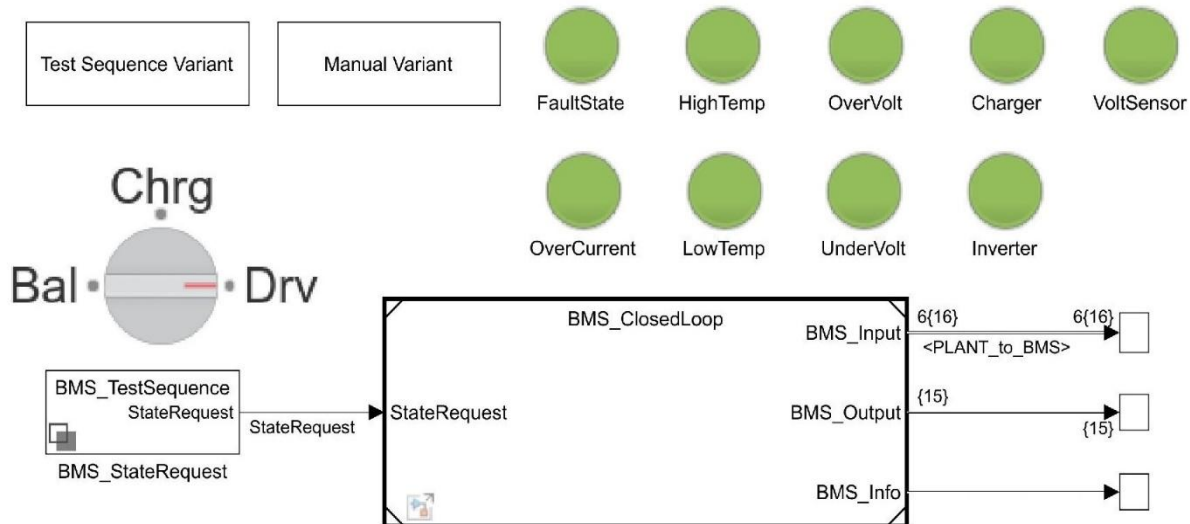 Test Sequence Variant
Manual Variant
FaultState
HighTemp
OverVolt
Charger
VoltSensor
OverCurrent
LowTemp
UnderVolt
Inverter
Chrg
Bal
Drv
BMS_TestSequence
StateRequest
BMS_StateRequest
StateRequest
BMS_ClosedLoop
StateRequest
BMS_Input
6{16}
6{16}
<PLANT_to_BMS>
BMS_Output
{15}
{15}
BMS_Info